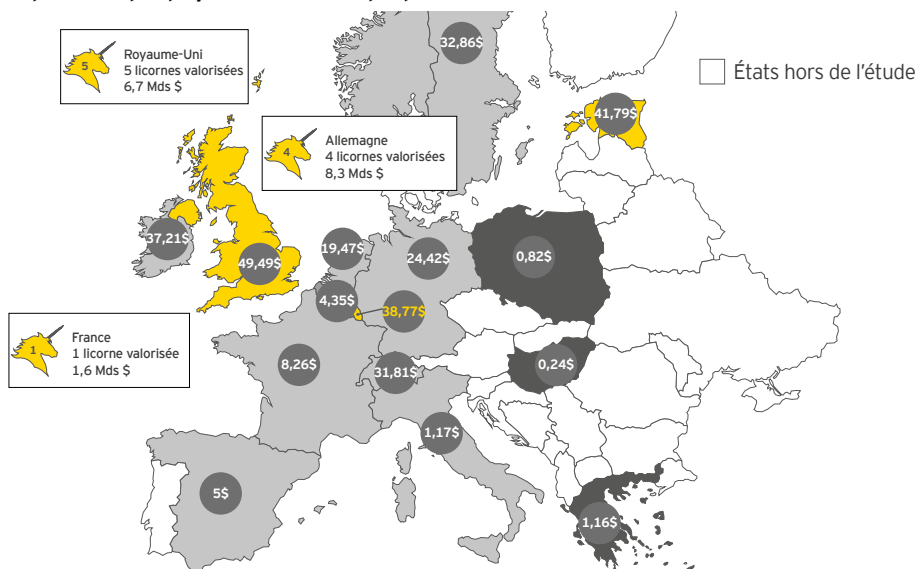 32,86$
5
Royaume-Uni
5 licornes valorisées
6,7 Mds $
États hors de l'étude
41,79$
4
Allemagne
4 licornes valorisées
8,3 Mds $
37,21$
49,49$
19,47$
24,42$
0,82$
4,35$
38,77$
1
France
1 licorne valorisée
1,6 Mds $
8,26$
31,81$
0,24$
1,17$
5$
1,16$